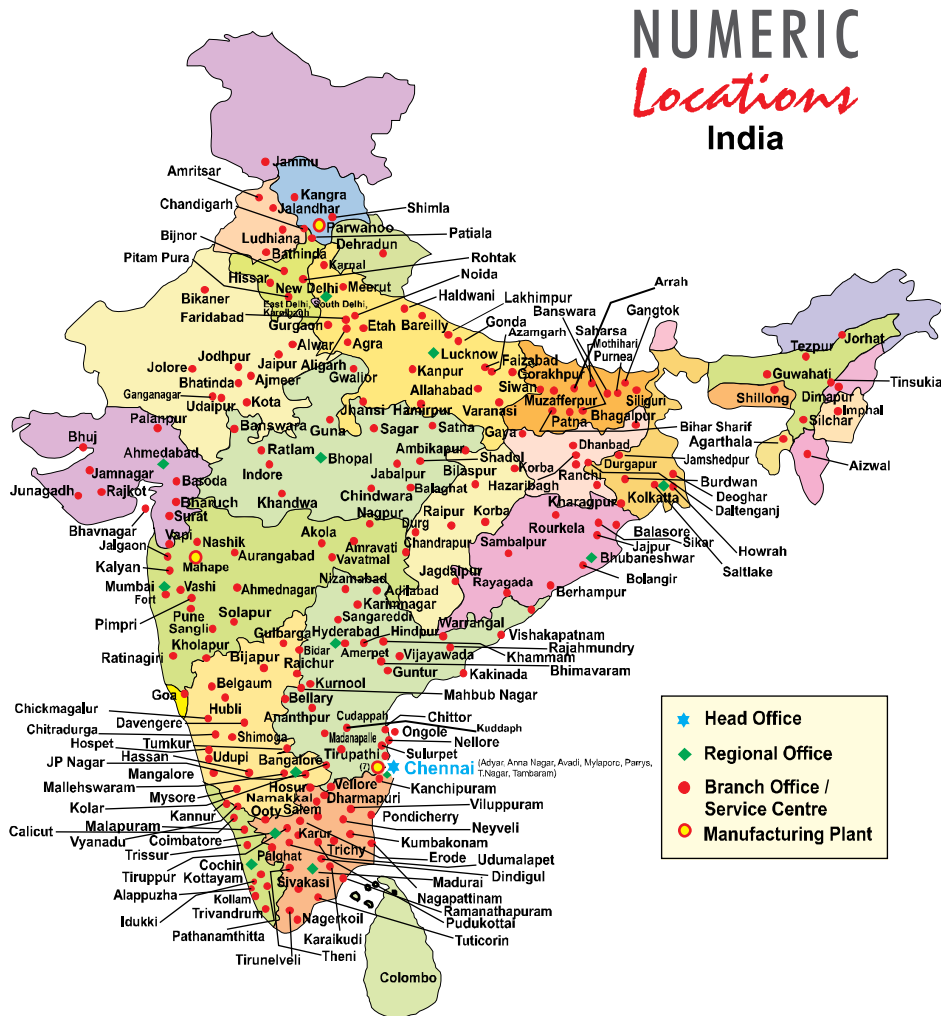 NUMERIC
Locations
India
Jammu
Amritsar
Kangra
Chandigarh
Jalandhar
Shimla
Parwanoo
Bijnor
Ludhiana
Dehradun
Patiala
Pitam Pura
Bathinda
Karnal
Rohtak
Hissar
New Delhi
Meerut
Noida
Bikaner
East Delhi, South Delhi,
Karolbagh
Haldwani
Lakhimpur
Arrah
Banswara
Gangtok
Faridabad
Gurgaon
Etah
Bareilly
Gonda
Azamgarh
Saharsa
Mothihari
Purnea
Tezpur
Jorhat
Alwar
Agra
Jodhpur
Jaipur
Aligarh
Lucknow
Faizabad
Jolore
Gwalior
Kanpur
Gorakhpur
Guwahati
Tinsukia
Bhatinda
Ajmeer
Allahabad
Siwan
Siliguri
Shillong
Dimapur
Ganganagar
Udaipur
Kota
Jhansi
Hamirpur
Varanasi
Muzafferpur
Patna
Bhagalpur
Imphal
Silchar
Palanpur
Banswara
Guna
Sagar
Satna
Gaya
Bihar Sharif
Agarthala
Bhuj
Ahmedabad
Ratlam
Bhopal
Ambikapur
Shadol
Dhanbad
Jamshedpur
Aizwal
Jamnagar
Indore
Jabalpur
Bilaspur
Korba
Durgapur
Burdwan
Junagadh
Rajkot
Basoda
Khandwa
Chindwara
Balaghat
Hazaribagh
Ranchi
Kolkatta
Deoghar
Daltenganj
Bharuch
Surat
Nagpur
Raipur
Korba
Kharagpur
Bhavnagar
Vapi
Nashik
Akola
Durg
Rourkela
Balasore
Sikar
Howrah
Jalgaon
Mahape
Aurangabad
Amravati
Vavatmal
Chandrapur
Sambalpur
Jajpur
Bhubaneshwar
Saltlake
Kalyan
Nizamabad
Jagdalpur
Bolangir
Mumbai
Fort
Vashi
Ahmednagar
Adilabad
Rayagada
Berhampur
Pimpri
Pune
Solapur
Karimnagar
Sangareddi
Sangli
Gulbarga
Hyderabad
Hindpur
Warrangal
Vishakapatnam
Kholapur
Bidar
Amerpet
Vijayawada
Rajahmundry
Khammam
Ratinagiri
Bijapur
Raichur
Guntur
Bhimavaram
Kakinada
Goa
Belgaum
Kurnool
Mahbub Nagar
Hubli
Bellary
Chickmagalur
Davengere
Ananthpur
Cudappah
Chittor
Kuddaph
Chitradurga
Shimoga
Madanapalle
Ongole
Nellore
Hospet
Tumkur
Tirupathi
Sulurpet
JP Nagar
Hassan
Udupi
Bangalore
(7)
Chennai
(Adyar, Anna Nagar, Avadi, Mylaporo, Parrys,
T.Nagar, Tambaram)
Mallehswaram
Mangalore
Hosur
Vellore
Kanchipuram
Kolar
Mysore
Namakkal
Dharmapuri
Viluppuram
Kannur
Ooty
Salem
Pondicherry
Calicut
Malapuram
Vyanadu
Coimbatore
Karur
Trichy
Neyveli
Kumbakonam
Trissur
Palghat
Erode
Udumalapet
Tiruppur
Cochin
Kottayam
Sivakasi
Dindigul
Madurai
Alappuzha
Kollam
Nagapattinam
Idukki
Trivandrum
Nagerkoil
Ramanathapuram
Pudukottai
Pathanamthitta
Karaikudi
Tuticorin
Tirunelveli
Theni
Colombo
Head Office
Regional Office
Branch Office /
Service Centre
Manufacturing Plant